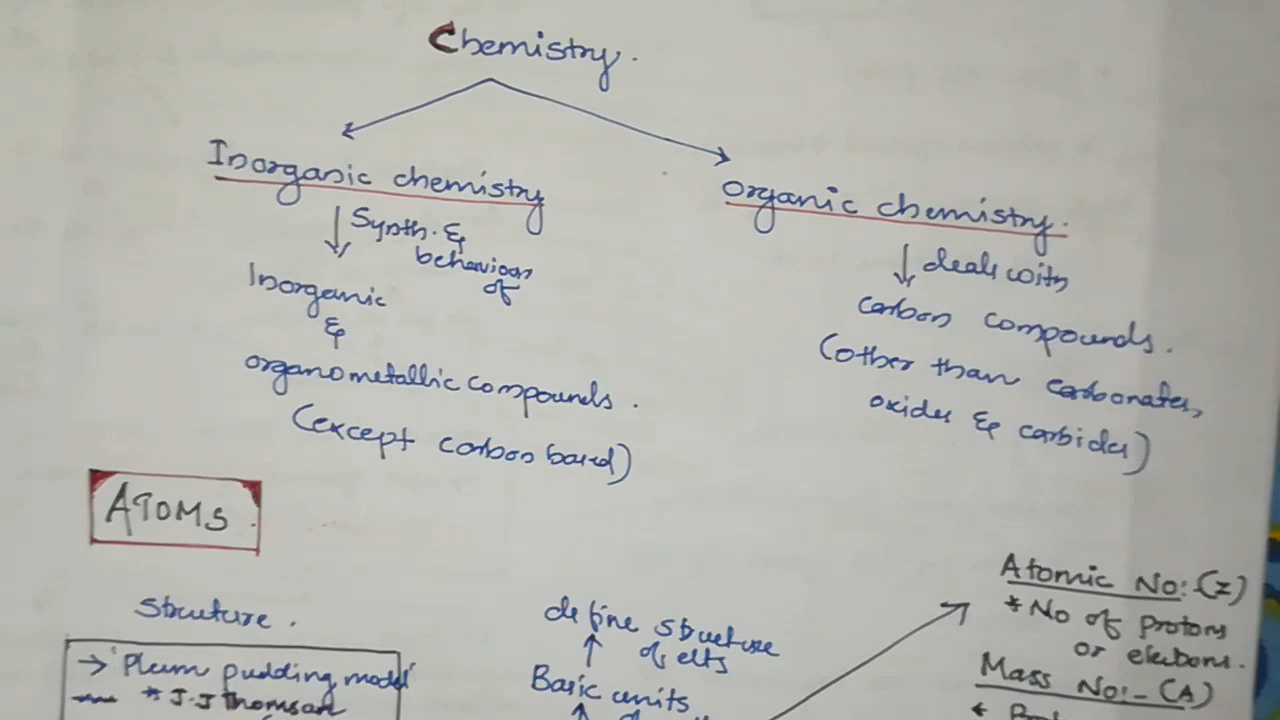 Chemistry.
Inorganic chemistry
Synth. &
behaviour
of
Inorganic
&
organometallic compounds.
(except carbon based)
Organic chemistry.
deals with
carbon compounds.
(other than carbonates,
oxides & carbides)
ATOMS.
Structure.
→ 'Plum pudding model'
* J.J Thomson
define structure
of elts
Basic units
Atomic No:(Z)
* No of protons
or electrons.
Mass No:-(A)